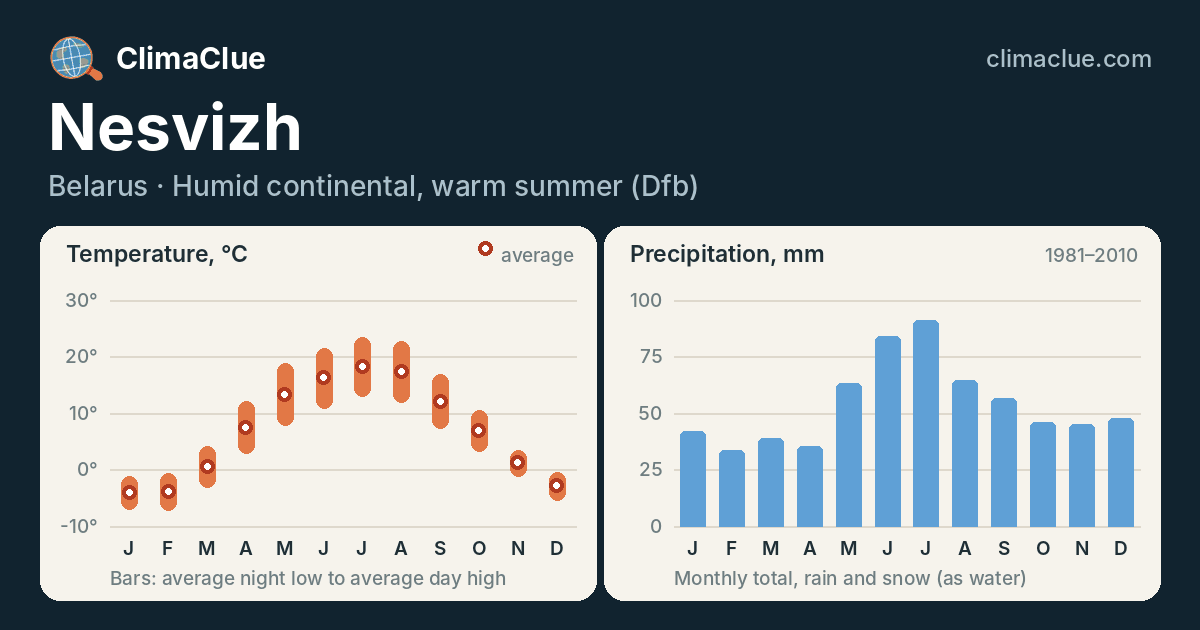 ClimaClue
climaclue.com
Nesvizh
Belarus · Humid continental, warm summer (Dfb)
Temperature, °C
average
30°
20°
10°
0°
-10°
J F M A M J J A S O N D
Bars: average night low to average day high
Precipitation, mm
1981–2010
100
75
50
25
0
J F M A M J J A S O N D
Monthly total, rain and snow (as water)